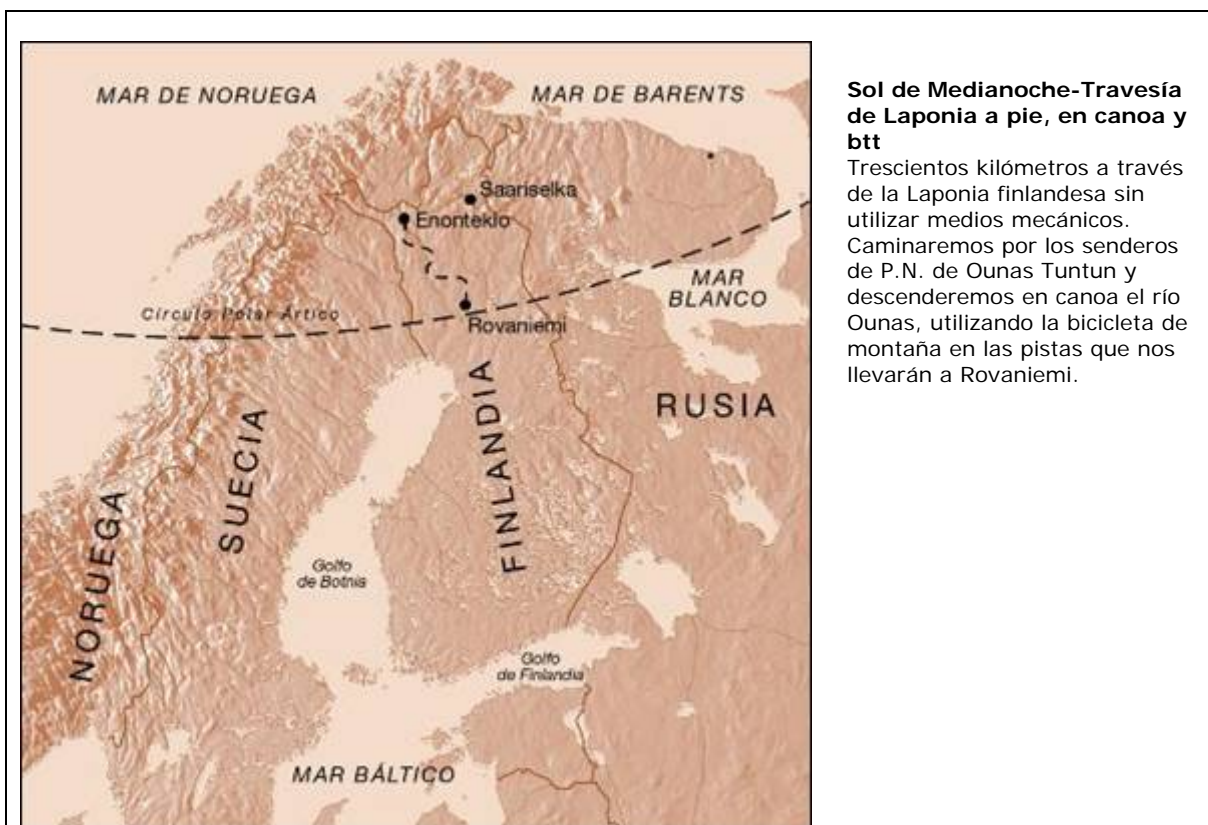 MAR DE NORUEGA
MAR DE BARENTS
Saariselka
Enonteklo
MAR
BLANCO
Círculo Polar Ártico
Rovaniemi
RUSIA
FINLANDIA
SUECIA
NORUEGA
Golfo
de Botnis
Golfo
de Finlandia
MAR BÁLTICO
Sol de Medianoche-Travesía
de Laponia a pie, en canoa y
btt
Trescientos kilómetros a través
de la Laponia finlandesa sin
utilizar medios mecánicos.
Caminaremos por los senderos
de P.N. de Ounas Tuntun y
descenderemos en canoa el río
Ounas, utilizando la bicicleta de
montaña en las pistas que nos
llevarán a Rovaniemi.